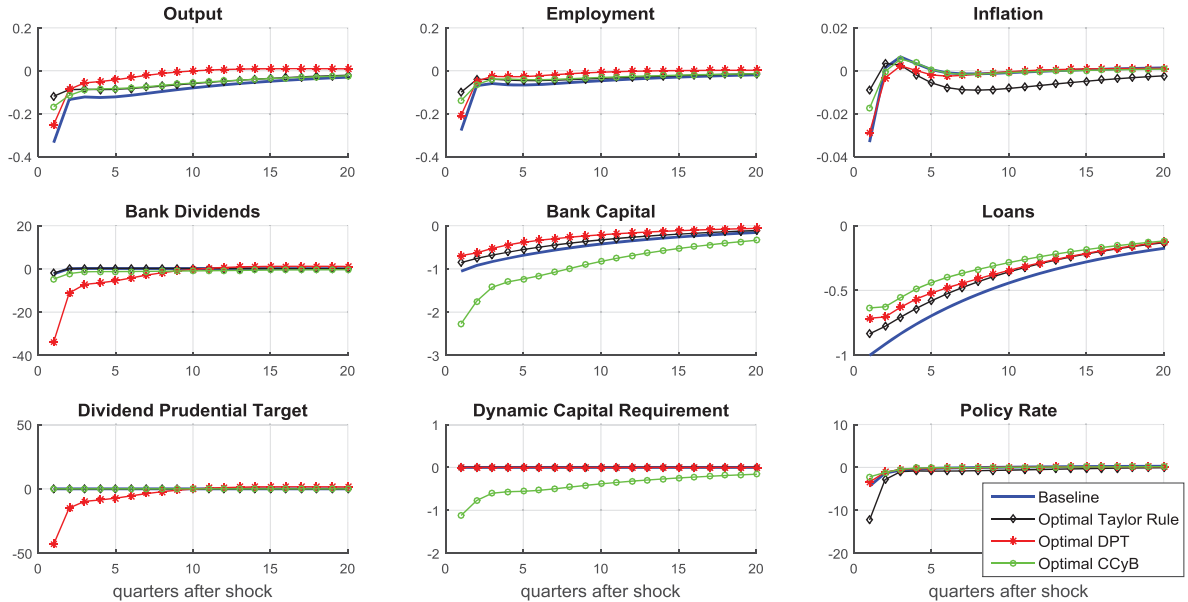 Output Employment Inflation
0.2 0.2 0.04
0 0 0.02
-0.2 -0.2 0
-0.4 -0.4 -0.02
-0.04
0 5 10 15 20 0 5 10 15 20 0 5 10 15 20
Bank Dividends Bank Capital Loans
20 0 0
0 -1 -0.5
-20 -2 -1
-40 -3
0 5 10 15 20 0 5 10 15 20 0 5 10 15 20
Dividend Prudential Target Dynamic Capital Requirement Policy Rate
50 1 10
0 0 0
-50 -1 -10
-2 -20
0 5 10 15 20 0 5 10 15 20 0 5 10 15 20
Baseline
Optimal Taylor Rule
Optimal DPT
Optimal CCyB
quarters after shock quarters after shock quarters after shock